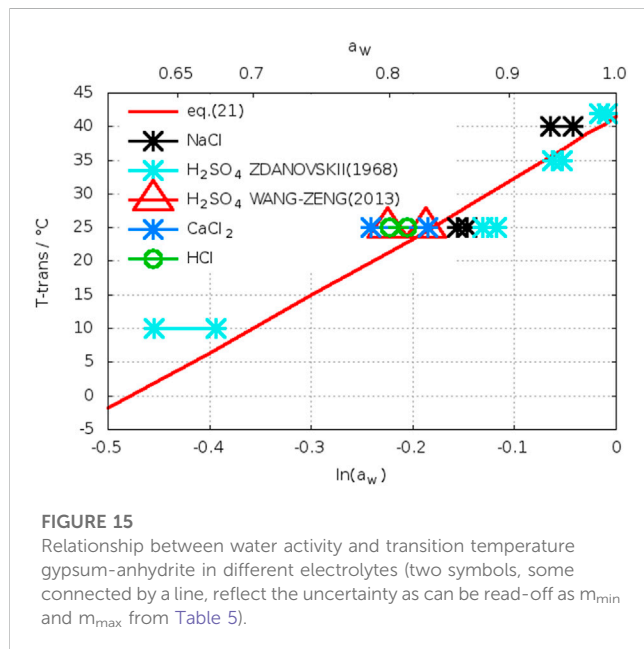 a_w
0.65 0.7 0.8 0.9 1.0
45
40
35
30
25
20
15
10
5
0
-5
T-trans / °C
eq.(21)
NaCl
H₂SO₄ ZDANOVSKII(1968)
H₂SO₄ WANG-ZENG(2013)
CaCl₂
HCl
-0.5 -0.4 -0.3 -0.2 -0.1 0
ln(a_w)
FIGURE 15
Relationship between water activity and transition temperature
gypsum-anhydrite in different electrolytes (two symbols, some
connected by a line, reflect the uncertainty as can be read-off as m_min
and m_max from Table 5).